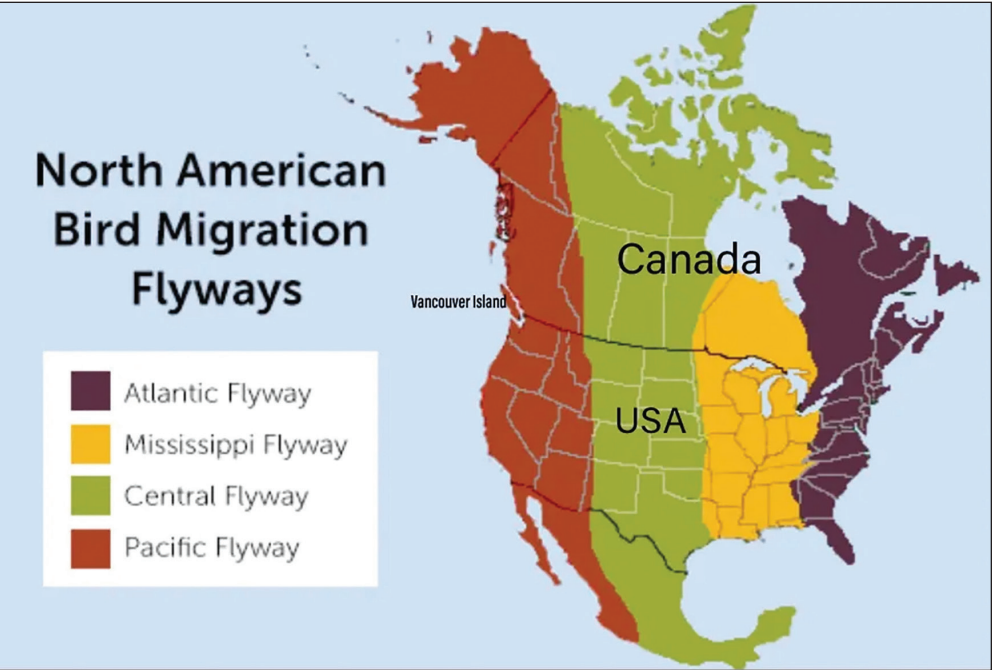 North American
Bird Migration
Flyways
Atlantic Flyway
Mississippi Flyway
Central Flyway
Pacific Flyway
Vancouver Island
Canada
USA